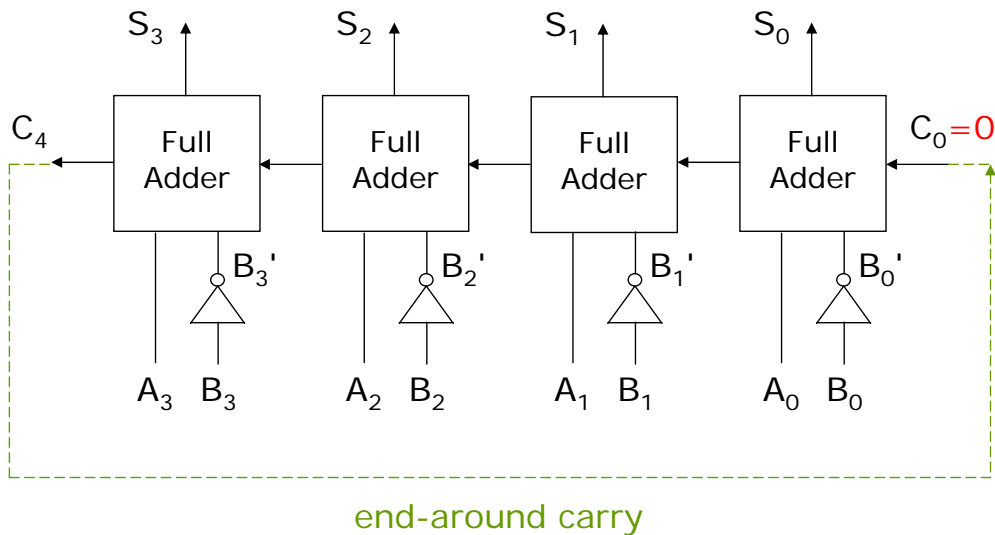 S₃ S₂ S₁ S₀
C₄ Full Adder Full Adder Full Adder Full Adder C₀=0
B₃' B₂' B₁' B₀'
A₃ B₃ A₂ B₂ A₁ B₁ A₀ B₀
end-around carry